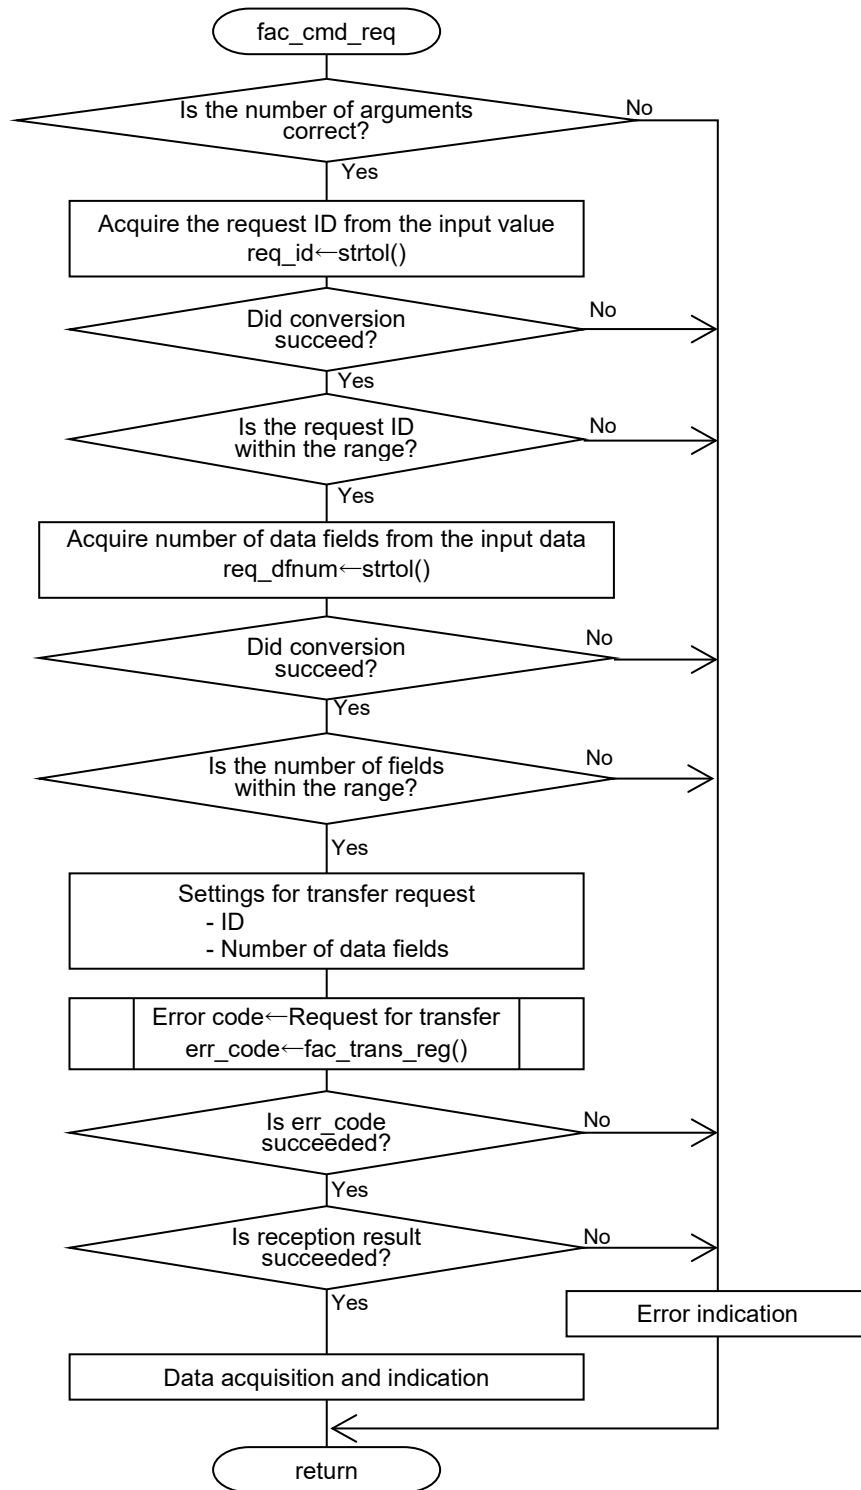 fac_cmd_req
Is the number of arguments
correct?
No
Yes
Acquire the request ID from the input value
req_id←strtol()
Did conversion
succeed?
No
Yes
Is the request ID
within the range?
No
Yes
Acquire number of data fields from the input data
req_dfnum←strtol()
Did conversion
succeed?
No
Yes
Is the number of fields
within the range?
No
Yes
Settings for transfer request
- ID
- Number of data fields
Error code←Request for transfer
err_code←fac_trans_reg()
Is err_code
succeeded?
No
Yes
Is reception result
succeeded?
No
Yes
Error indication
Data acquisition and indication
return